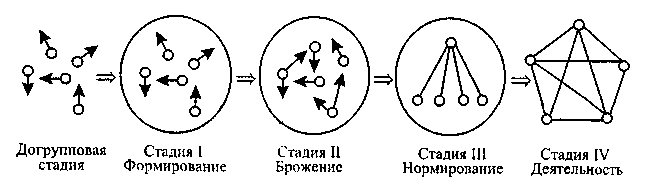 Догрупповая
стадия
Стадия I
Формирование
Стадия II
Брожение
Стадия III
Нормирование
Стадия IV
Деятельность